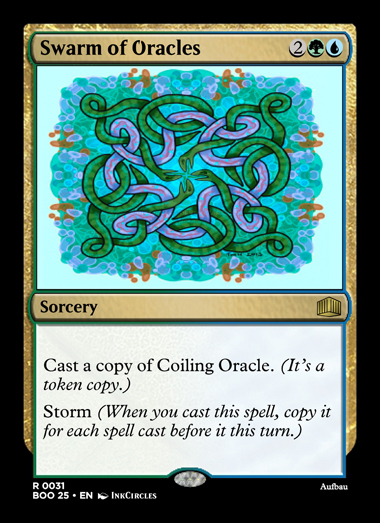 Swarm of Oracles 2
Sorcery
Cast a copy of Coiling Oracle. (It's a
token copy.)
Storm (When you cast this spell, copy it
for each spell cast before it this turn.)
R 0031
BOO 25 • EN InkCircles
Aufbau